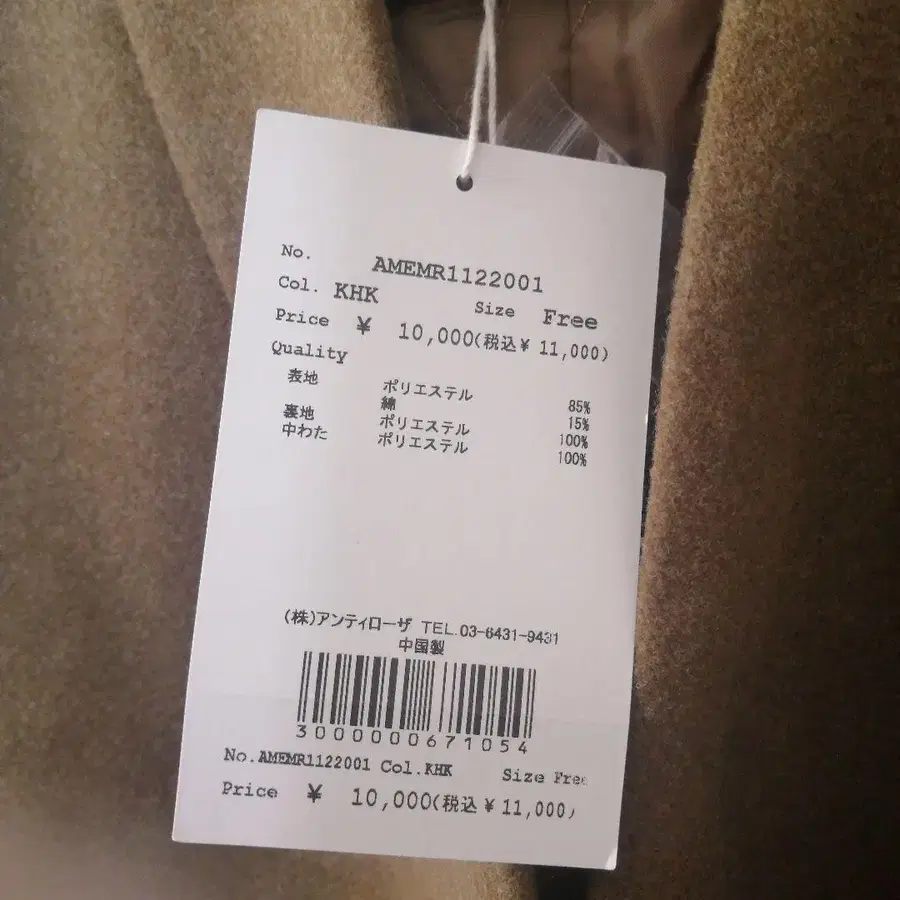 No. AMEMR1122001
Col. KHK Size Free
Price ¥ 10,000(税込¥ 11,000)
Quality
表地 ポリエステル 85%
綿 15%
裏地 ポリエステル 100%
中わた ポリエステル 100%
(株)アンティローザ TEL.03-6431-9431
中国製
3000000671054
No.AMEMR1122001 Col.KHK Size Free
Price ¥ 10,000(税込¥ 11,000)